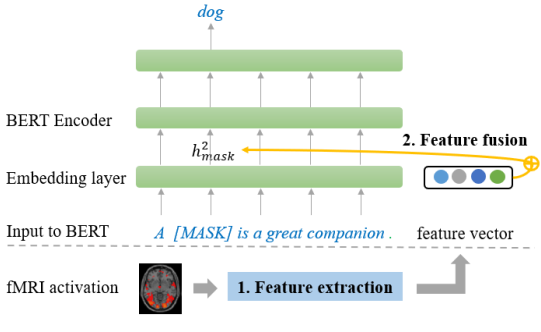 dog
BERT Encoder
2. Feature fusion
h²mask
Embedding layer
Input to BERT
A [MASK] is a great companion .
feature vector
fMRI activation
1. Feature extraction